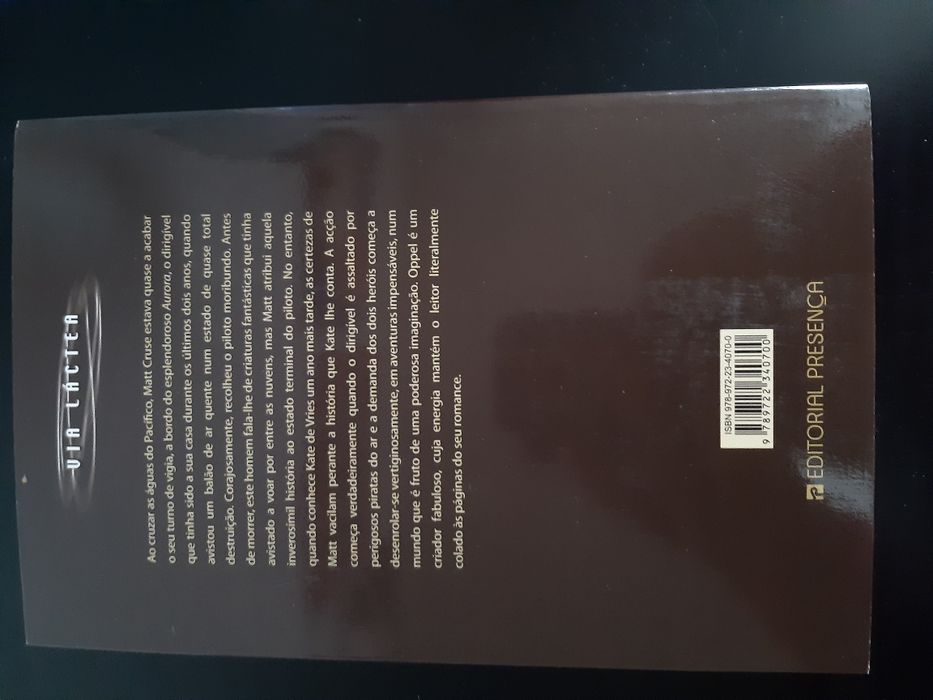 VIA LÁCTEA
Ao cruzar as águas do Pacífico, Matt Cruse estava quase a acabar
o seu turno de vigia, a bordo do esplendoroso Aurora, o dirigível
que tinha sido a sua casa durante os últimos dois anos, quando
avistou um balão de ar quente num estado de quase total
destruição. Corajosamente, recolheu o piloto moribundo. Antes
de morrer, este homem fala-lhe de criaturas fantásticas que tinha
avistado a voar por entre as nuvens, mas Matt atribui aquela
inverosímil história ao estado terminal do piloto. No entanto,
quando conhece Kate de Vries um ano mais tarde, as certezas de
Matt vacilam perante a história que Kate lhe conta. A acção
começa verdadeiramente quando o dirigível é assaltado por
perigosos piratas do ar e a demanda dos dois heróis começa a
desenrolar-se vertiginosamente, em aventuras impensáveis, num
mundo que é fruto de uma poderosa imaginação. Oppel é um
criador fabuloso, cuja energia mantém o leitor literalmente
colado às páginas do seu romance.
ISBN 978-972-23-4070-0
9 789722 340700
EDITORIAL PRESENÇA